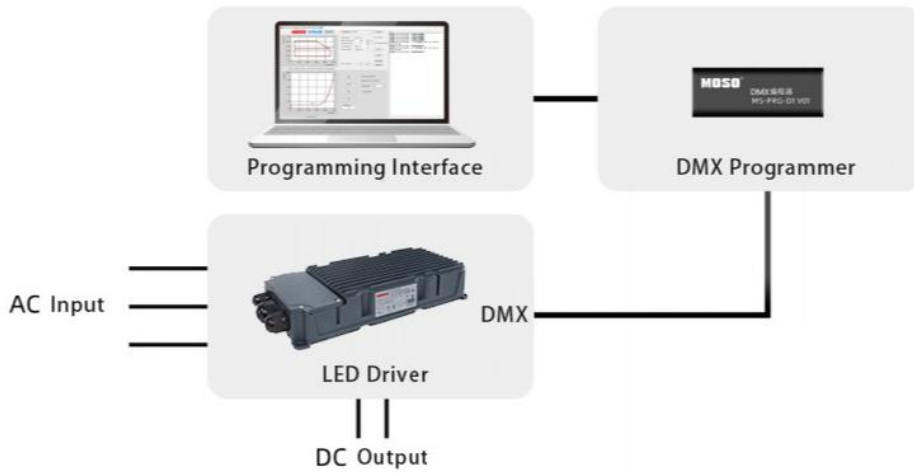 MOSO
DMX编程器
MS-PRG-01 V01
Programming Interface
DMX Programmer
AC Input
DMX
LED Driver
DC Output